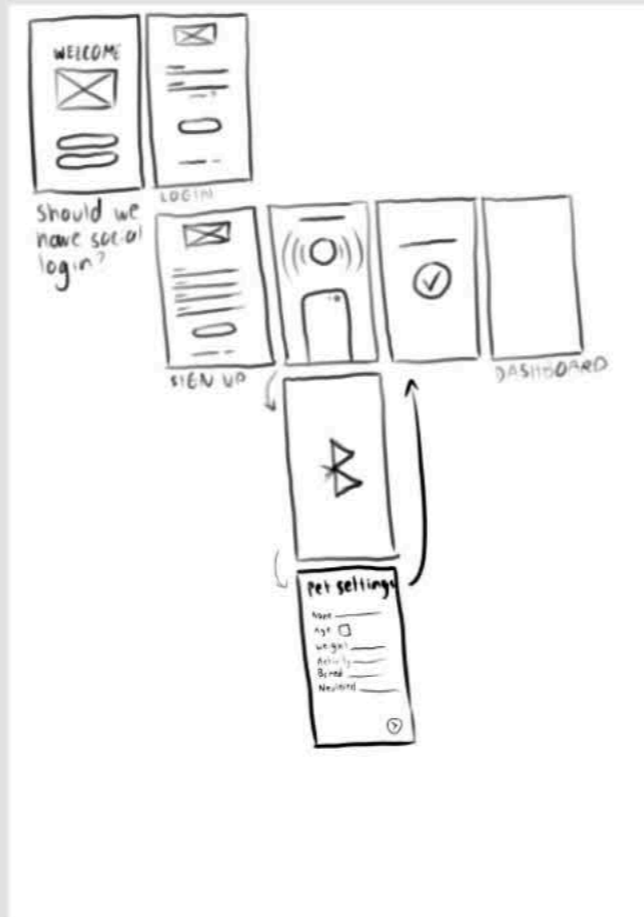 WELCOME
LOGIN
Should we
have social
login?
SIGN UP
DASHBOARD
Pet settings
Name
Age
Weight
Activity
Breed
Neutered